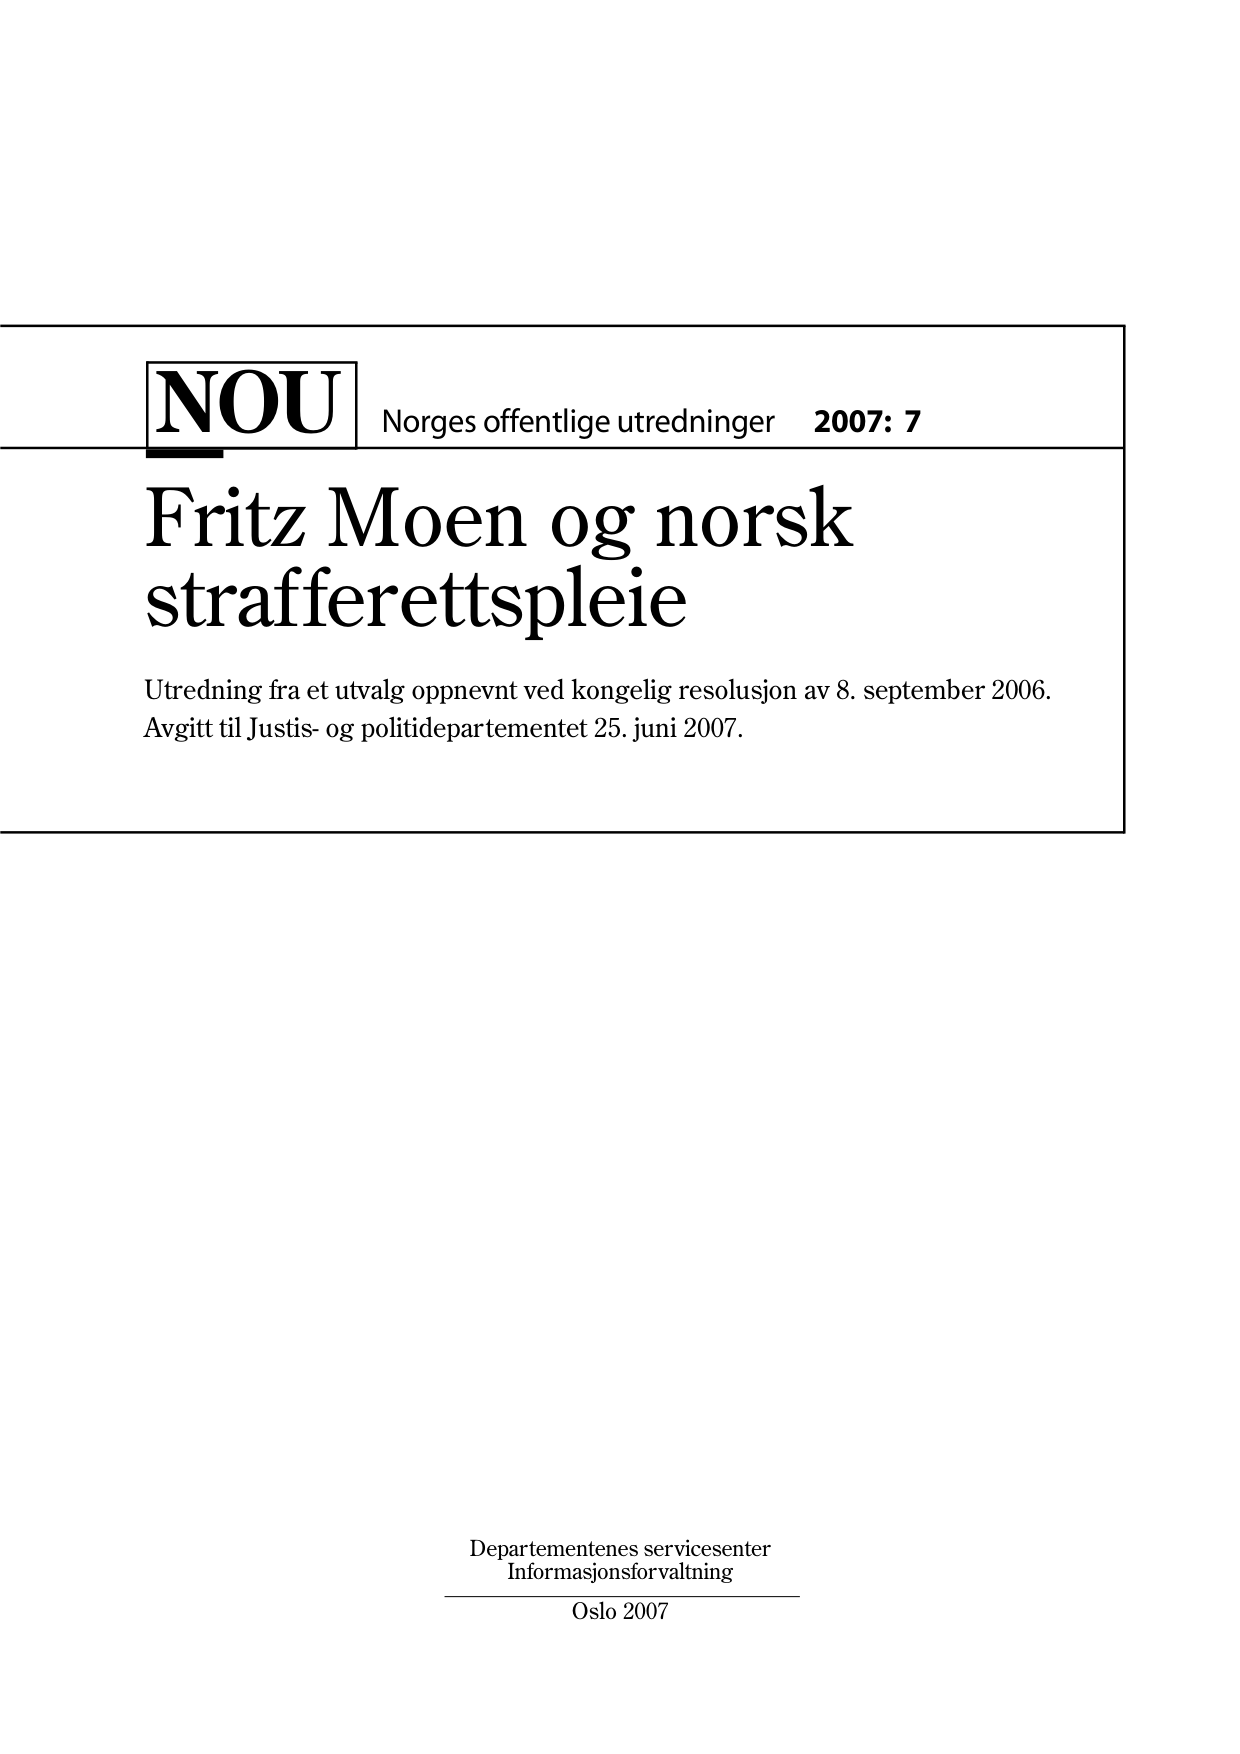 NOU Norges offentlige utredninger 2007: 7
Fritz Moen og norsk
strafferettspleie
Utredning fra et utvalg oppnevnt ved kongelig resolusjon av 8. september 2006.
Avgitt til Justis- og politidepartementet 25. juni 2007.
Departementenes servicesenter
Informasjonsforvaltning
Oslo 2007